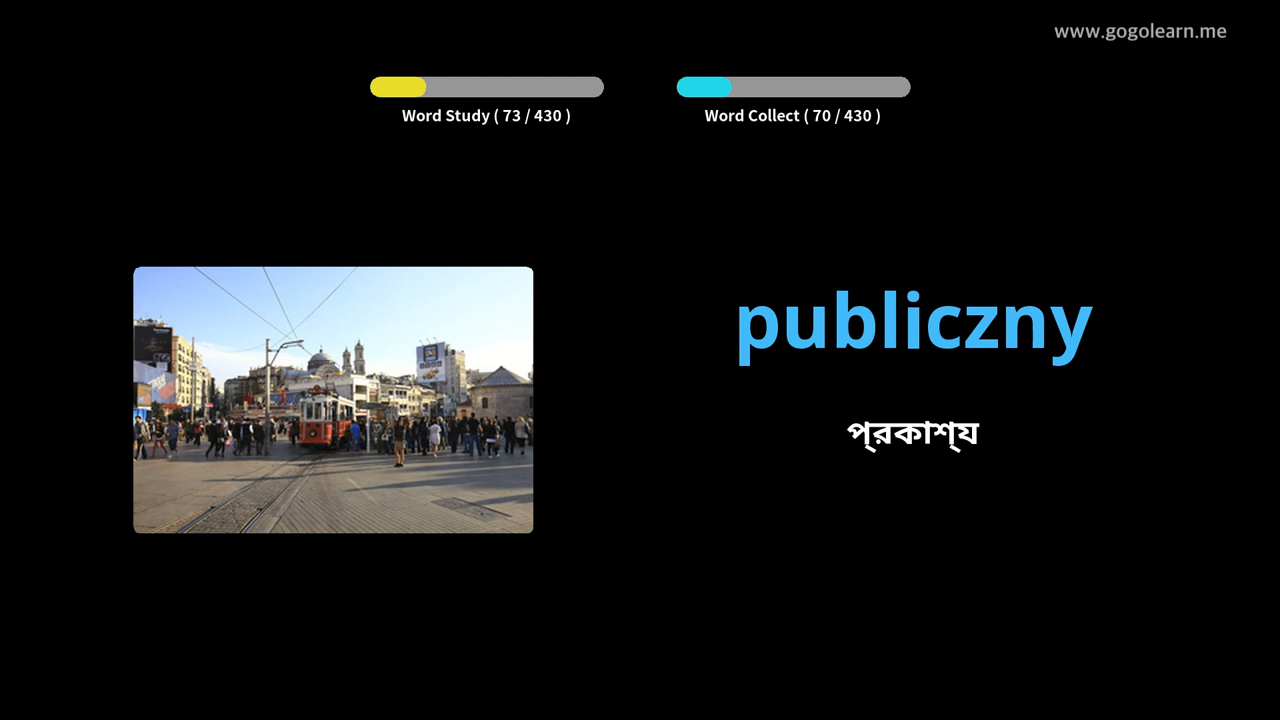 www.gogolearn.me
Word Study ( 73 / 430 )
Word Collect ( 70 / 430 )
publiczny
প্রকাশ্য